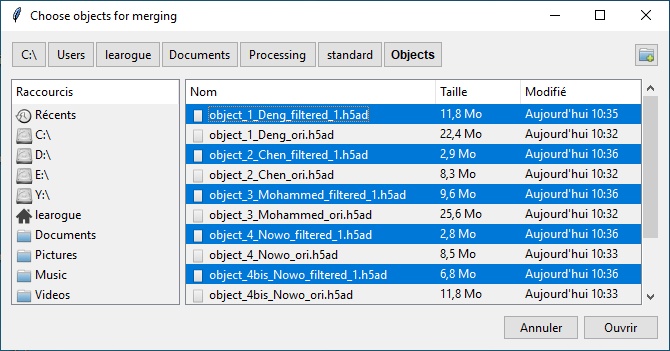 Choose objects for merging
C:\ Users learogue Documents Processing standard Objects
Raccourcis
Récents
C:\
D:\
E:\
Y:\
learogue
Documents
Pictures
Music
Videos
Nom Taille Modifié
object_1_Deng_filtered_1.h5ad 11,8 Mo Aujourd'hui 10:35
object_1_Deng_ori.h5ad 22,4 Mo Aujourd'hui 10:32
object_2_Chen_filtered_1.h5ad 2,9 Mo Aujourd'hui 10:36
object_2_Chen_ori.h5ad 8,3 Mo Aujourd'hui 10:32
object_3_Mohammed_filtered_1.h5ad 9,6 Mo Aujourd'hui 10:36
object_3_Mohammed_ori.h5ad 25,6 Mo Aujourd'hui 10:32
object_4_Nowo_filtered_1.h5ad 2,8 Mo Aujourd'hui 10:36
object_4_Nowo_ori.h5ad 8,5 Mo Aujourd'hui 10:33
object_4bis_Nowo_filtered_1.h5ad 6,8 Mo Aujourd'hui 10:36
object_4bis_Nowo_ori.h5ad 11,8 Mo Aujourd'hui 10:33
Annuler Ouvrir